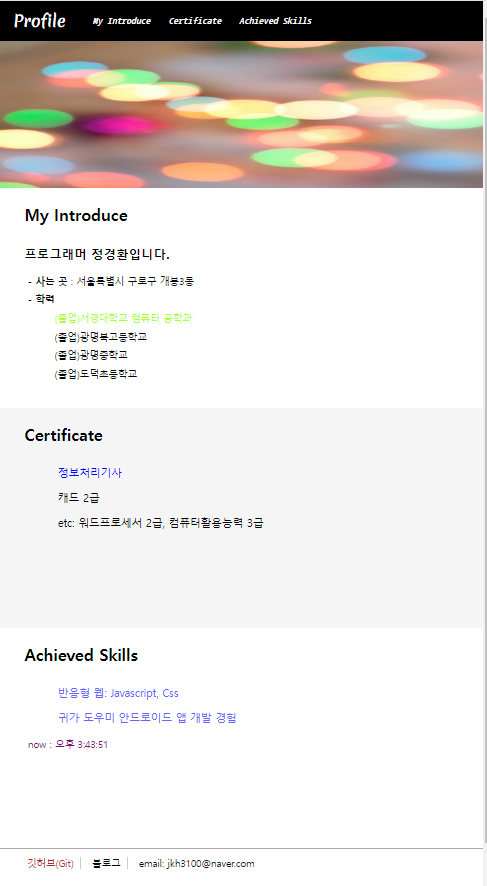 Profile My Introduce Certificate Achieved Skills
My Introduce
프로그래머 정경환입니다.
- 사는 곳 : 서울특별시 구로구 개봉3동
- 학력
(졸업)서경대학교 컴퓨터 공학과
(졸업)광명북고등학교
(졸업)광명중학교
(졸업)도덕초등학교
Certificate
정보처리기사
캐드 2급
etc: 워드프로세서 2급, 컴퓨터활용능력 3급
Achieved Skills
반응형 웹: Javascript, Css
귀가 도우미 안드로이드 앱 개발 경험
now : 오후 3:43:51
깃허브(Git) 블로그 email: jkh3100@naver.com